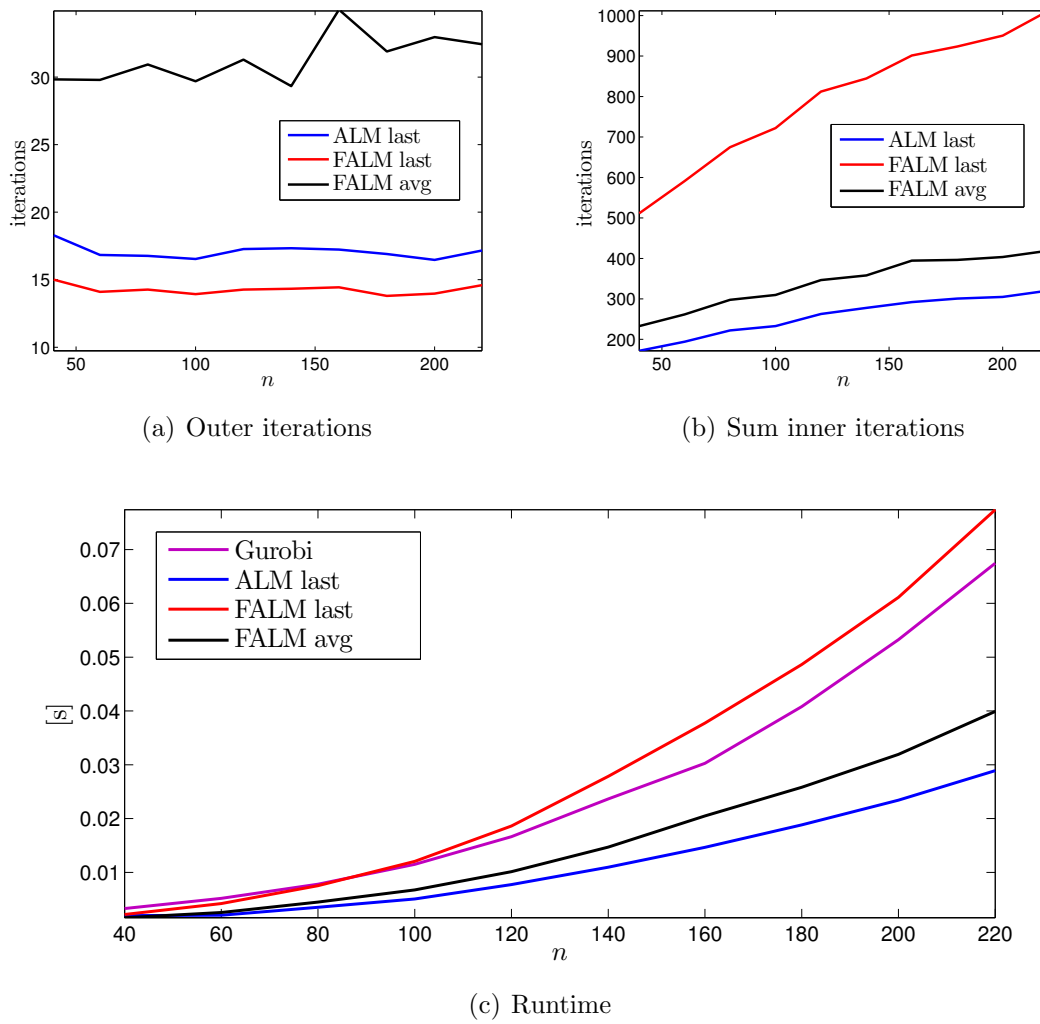 30
25
20
15
10
iterations
ALM last
FALM last
FALM avg
50
100
150
200
n
(a) Outer iterations
1000
900
800
700
600
500
400
300
200
iterations
ALM last
FALM last
FALM avg
50
100
150
200
n
(b) Sum inner iterations
0.07
0.06
0.05
0.04
0.03
0.02
0.01
[s]
Gurobi
ALM last
FALM last
FALM avg
40
60
80
100
120
140
160
180
200
220
n
(c) Runtime